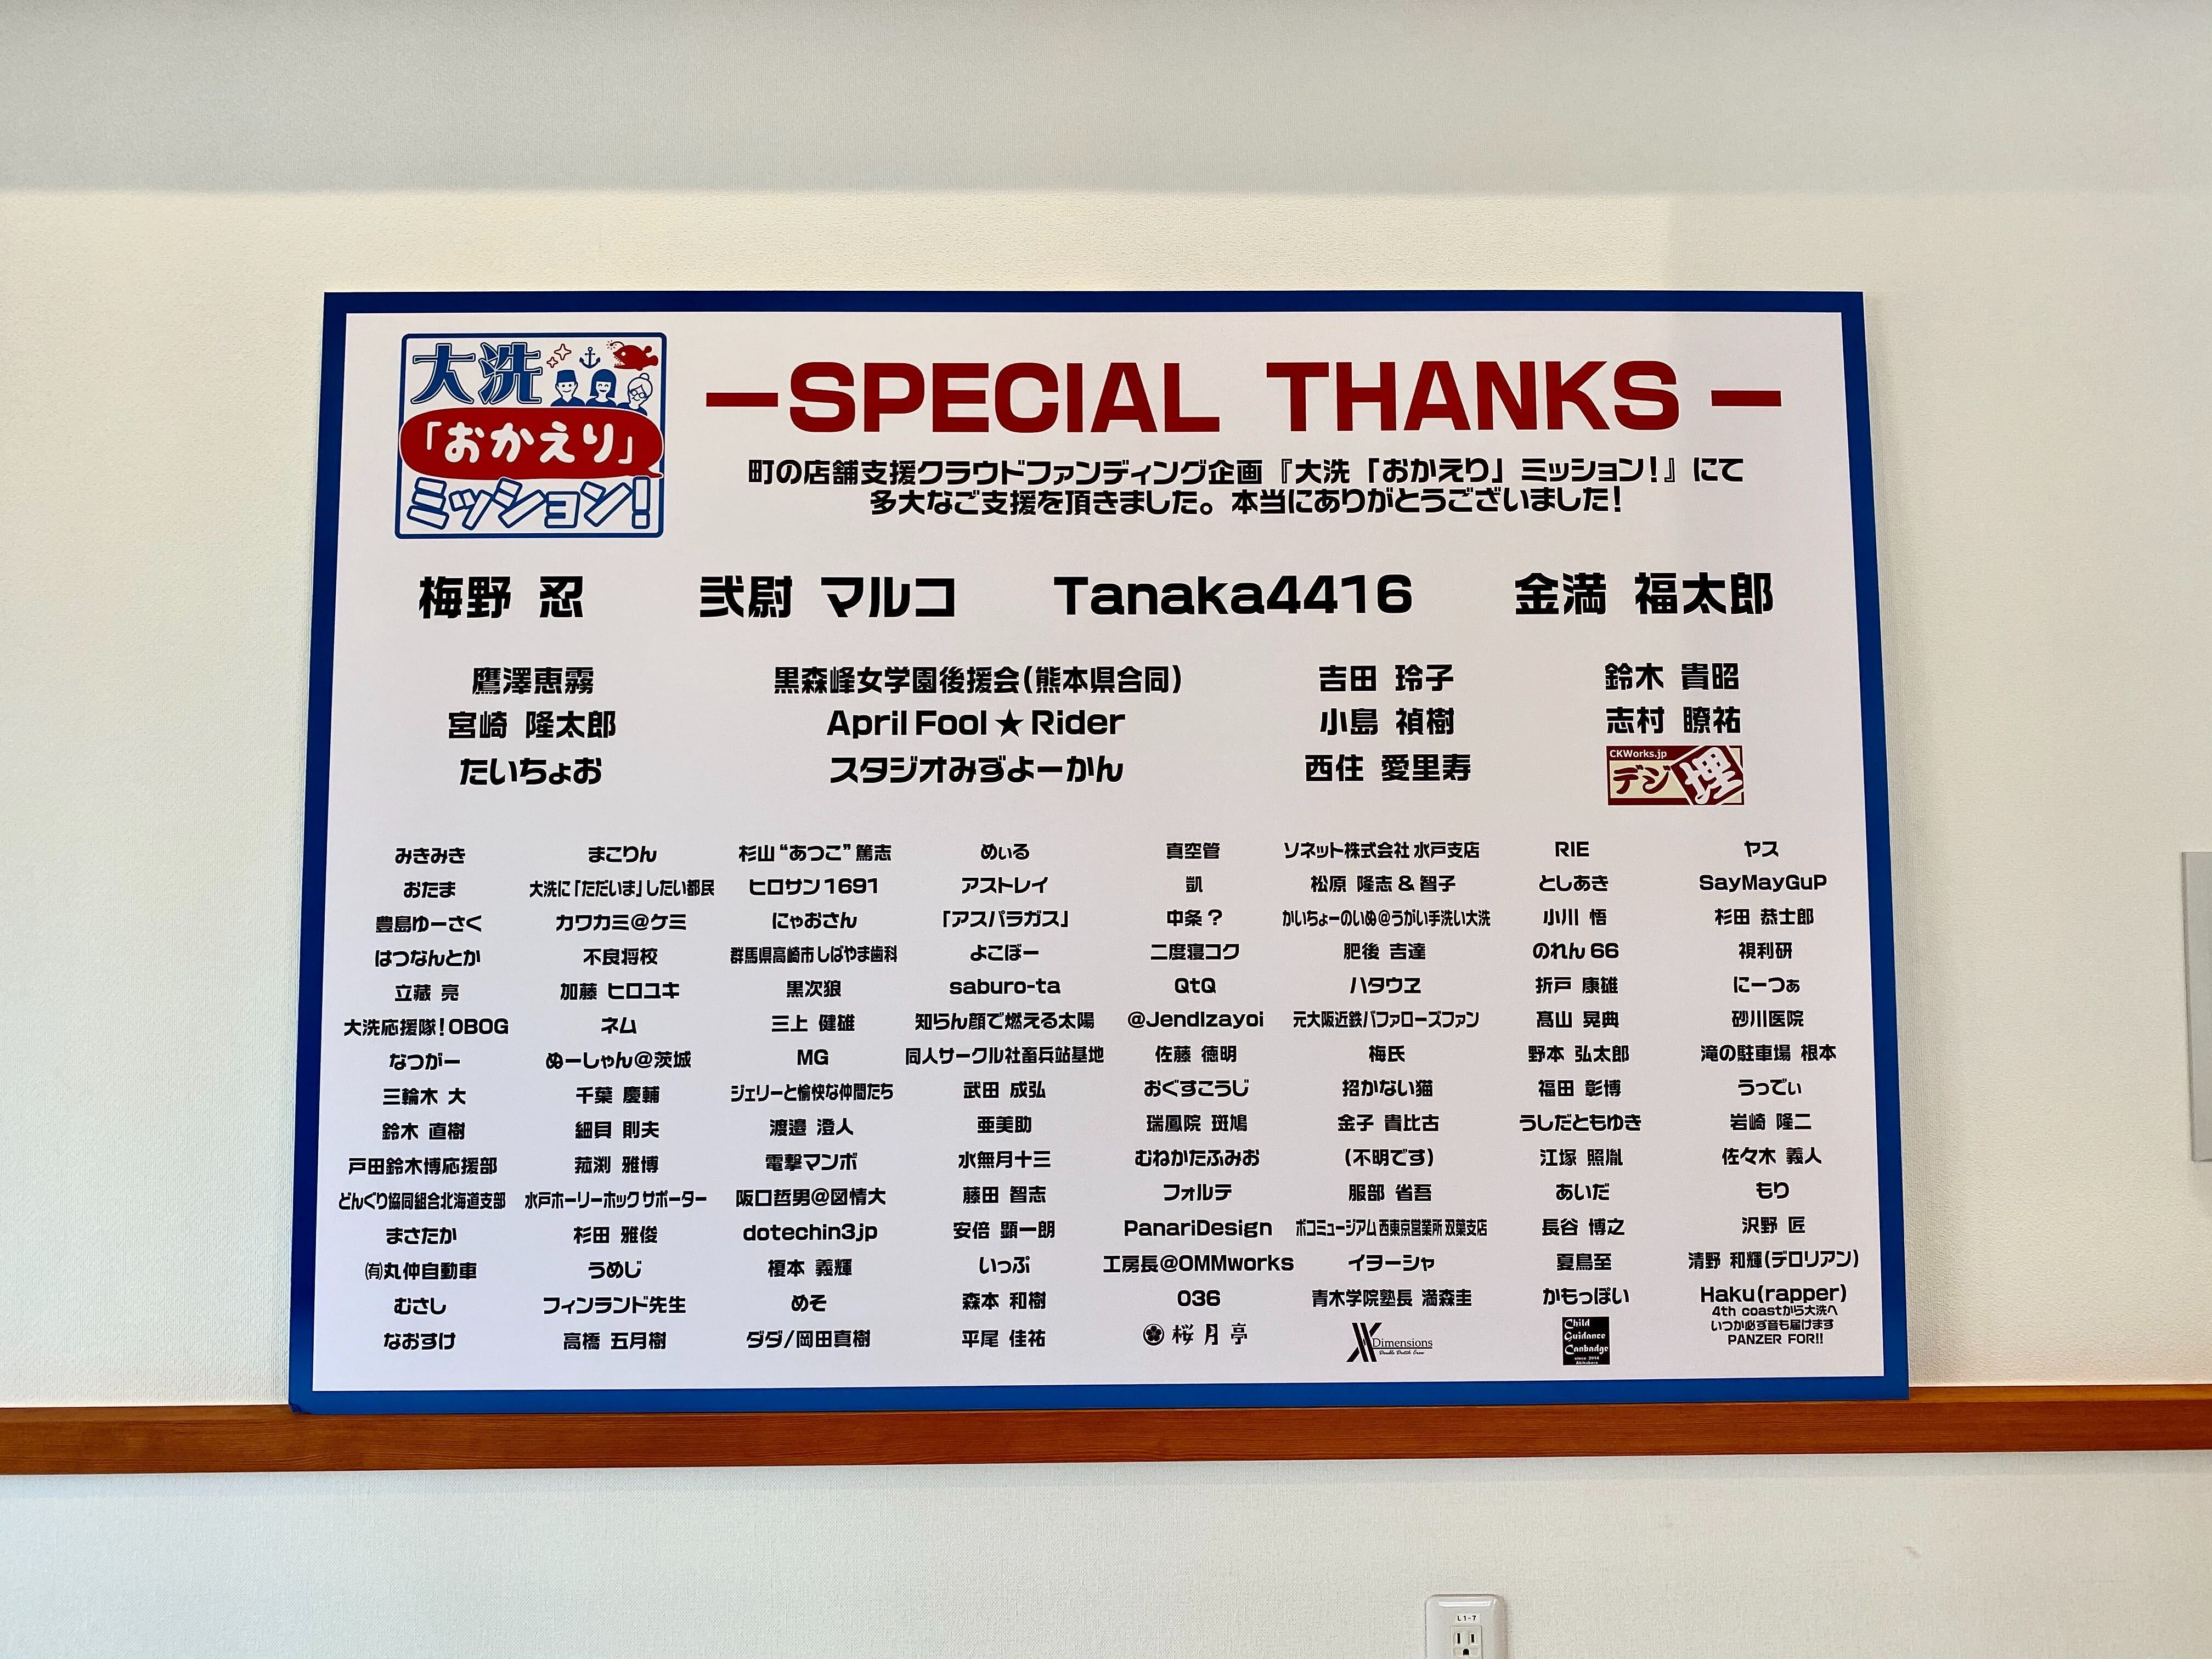 大洗
「おかえり」
ミッション!
—SPECIAL THANKS—
町の店舗支援クラウドファンディング企画『大洗「おかえり」ミッション!』にて
多大なご支援を頂きました。本当にありがとうございました!
梅野 忍 弐尉 マルコ Tanaka4416 金満 福太郎
鷹澤恵霧 黒森峰女学園後援会(熊本県合同) 吉田 玲子 鈴木 貴昭
宮崎 隆太郎 April Fool ★ Rider 小島 禎樹 志村 瞭祐
たいちょお スタジオみずよーかん 西住 愛里寿 CKWorks.jp デジ埋
みきみき まこりん 杉山“あつこ”篤志 めぃる 真空管 ソネット株式会社 水戸支店 RIE ヤス
おたま 大洗に「ただいま」したい都民 ヒロサン1691 アストレイ 凱 松原 隆志 & 智子 としあき SayMayGuP
豊島ゆーさく カワカミ@ケミ にゃおさん 「アスパラガス」 中条? かいちょーのいぬ@うがい手洗い大洗 小川 悟 杉田 恭士郎
はつなんとか 不良将校 群馬県高崎市 しばやま歯科 よこぼー 二度寝コク 肥後 吉達 のれん66 視利研
立蔵 亮 加藤 ヒロユキ 黒次狼 saburo-ta QtQ ハタウヱ 折戸 康雄 にーつぁ
大洗応援隊!OBOG ネム 三上 健雄 知らん顔で燃える太陽 @JendIzayoi 元大阪近鉄バファローズファン 髙山 晃典 砂川医院
なつがー ぬーしゃん@茨城 MG 同人サークル社畜兵站基地 佐藤 徳明 梅氏 野本 弘太郎 滝の駐車場 根本
三輪木 大 千葉 慶輔 ジェリーと愉快な仲間たち 武田 成弘 おぐすこうじ 招かない猫 福田 彰博 うっでぃ
鈴木 直樹 細貝 則夫 渡邉 澄人 亜美助 瑞鳳院 斑鳩 金子 貴比古 うしだともゆき 岩崎 隆二
戸田鈴木博応援部 菰渕 雅博 電撃マンボ 水無月十三 むねかたふみお (不明です) 江塚 照胤 佐々木 義人
どんぐり協同組合北海道支部 水戸ホーリーホック サポーター 阪口哲男@図情大 藤田 智志 フォルテ 服部 省吾 あいだ もり
まさたか 杉田 雅俊 dotechin3jp 安倍 顕一朗 PanariDesign ボコミュージアム 西東京営業所 双葉支店 長谷 博之 沢野 匠
㈲丸仲自動車 うめじ 榎本 義輝 いっぷ 工房長@OMMworks イヨーシャ 夏鳥至 清野 和輝(デロリアン)
むさし フィンランド先生 めそ 森本 和樹 036 青木学院塾長 満森圭 かもっぽい Haku(rapper)
4th coastから大洗へ
いつか必ず音も届けます
PANZER FOR!!
なおすけ 高橋 五月樹 ダダ/岡田真樹 平尾 佳祐 桜月亭 Dimensions Child
Guidance
Canbadge
since 2014
Akihabara
L1-7